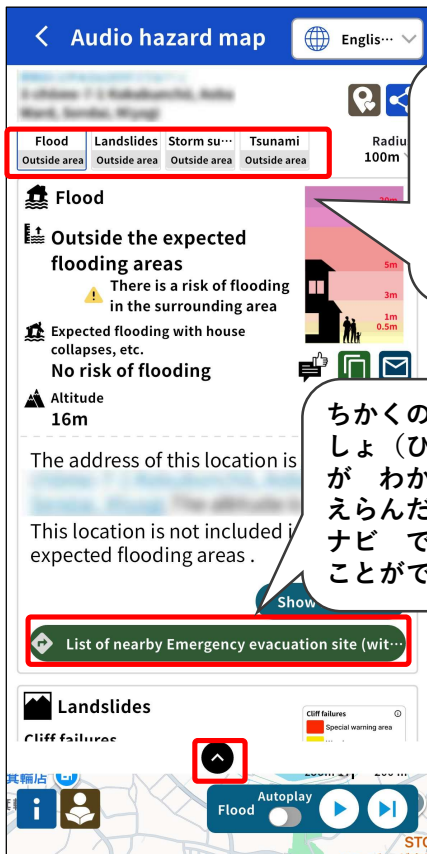 Audio hazard map
Englis…
Flood
Landslides
Storm su…
Tsunami
Outside area
Outside area
Outside area
Outside area
Radiu
100m
Flood
Outside the expected
flooding areas
There is a risk of flooding
in the surrounding area
Expected flooding with house
collapses, etc.
No risk of flooding
Altitude
16m
20m
5m
3m
1m
0.5m
ちかくの
しょ（ひ
が わか
えらんだ
ナビ で
ことがで
The address of this location is
This location is not included i
expected flooding areas .
Show
List of nearby Emergency evacuation site (wit…
Landslides
Cliff failures
Cliff failures
Special warning area
箕輪店
Flood
Autoplay
STO